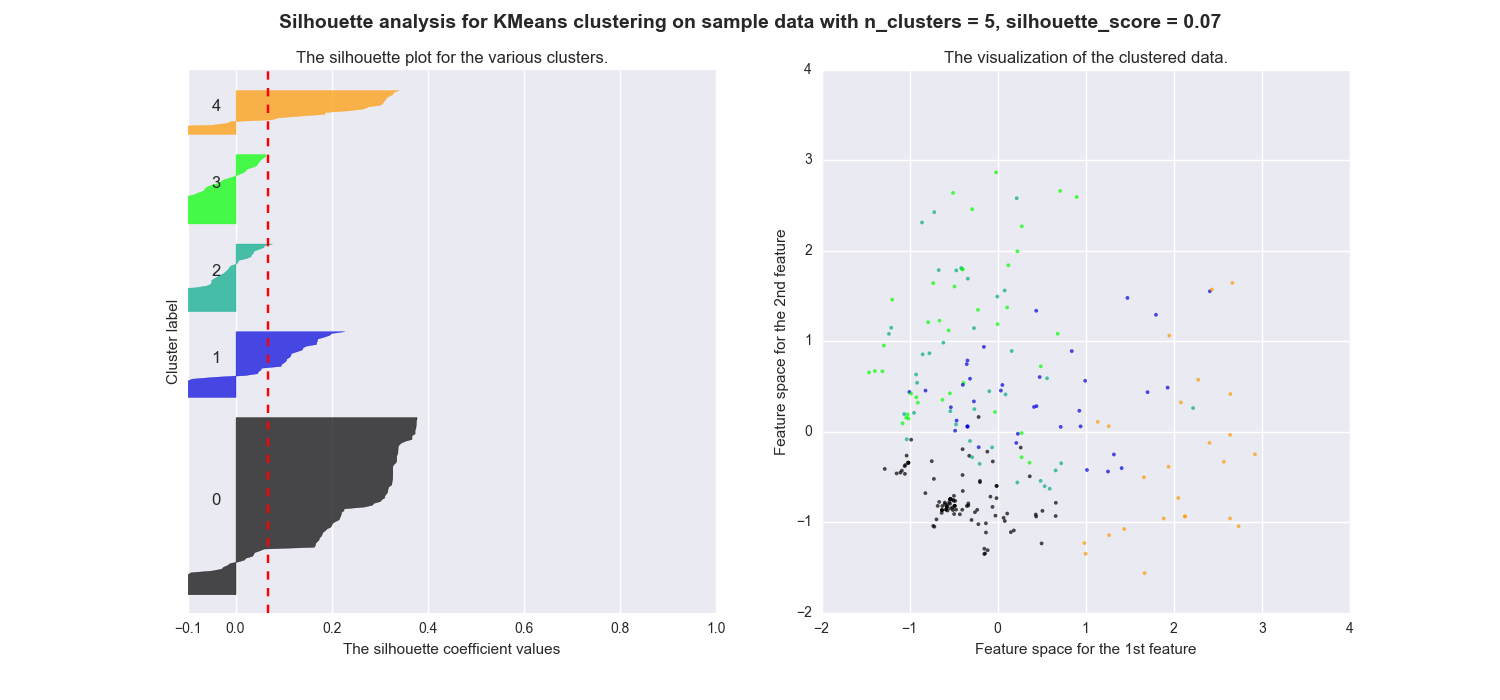 Silhouette analysis for KMeans clustering on sample data with n_clusters = 5, silhouette_score = 0.07
The silhouette plot for the various clusters.
4
3
2
1
0
Cluster label
−0.1 0.0 0.2 0.4 0.6 0.8 1.0
The silhouette coefficient values
The visualization of the clustered data.
4
3
2
1
0
−1
−2
Feature space for the 2nd feature
−2 −1 0 1 2 3 4
Feature space for the 1st feature